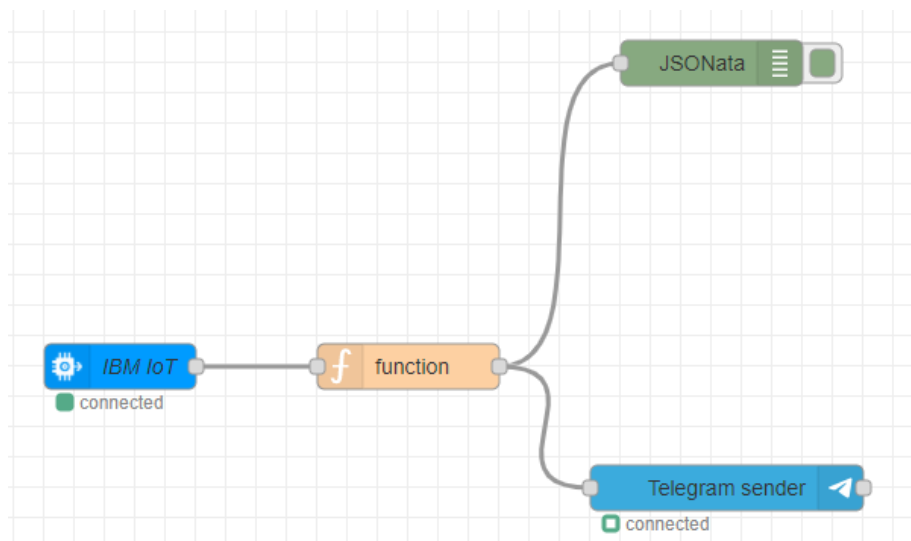 JSONata
IBM IoT
function
connected
Telegram sender
connected